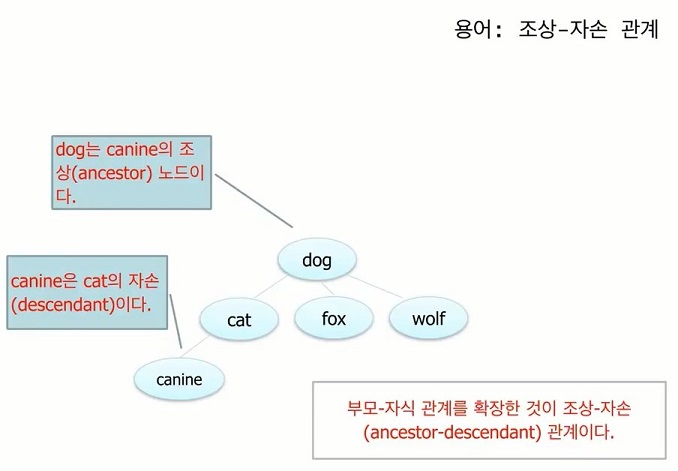 용어: 조상-자손 관계
dog는 canine의 조
상(ancestor) 노드이
다.
dog
canine은 cat의 자손
(descendant)이다.
cat
fox
wolf
canine
부모-자식 관계를 확장한 것이 조상-자손
(ancestor-descendant) 관계이다.